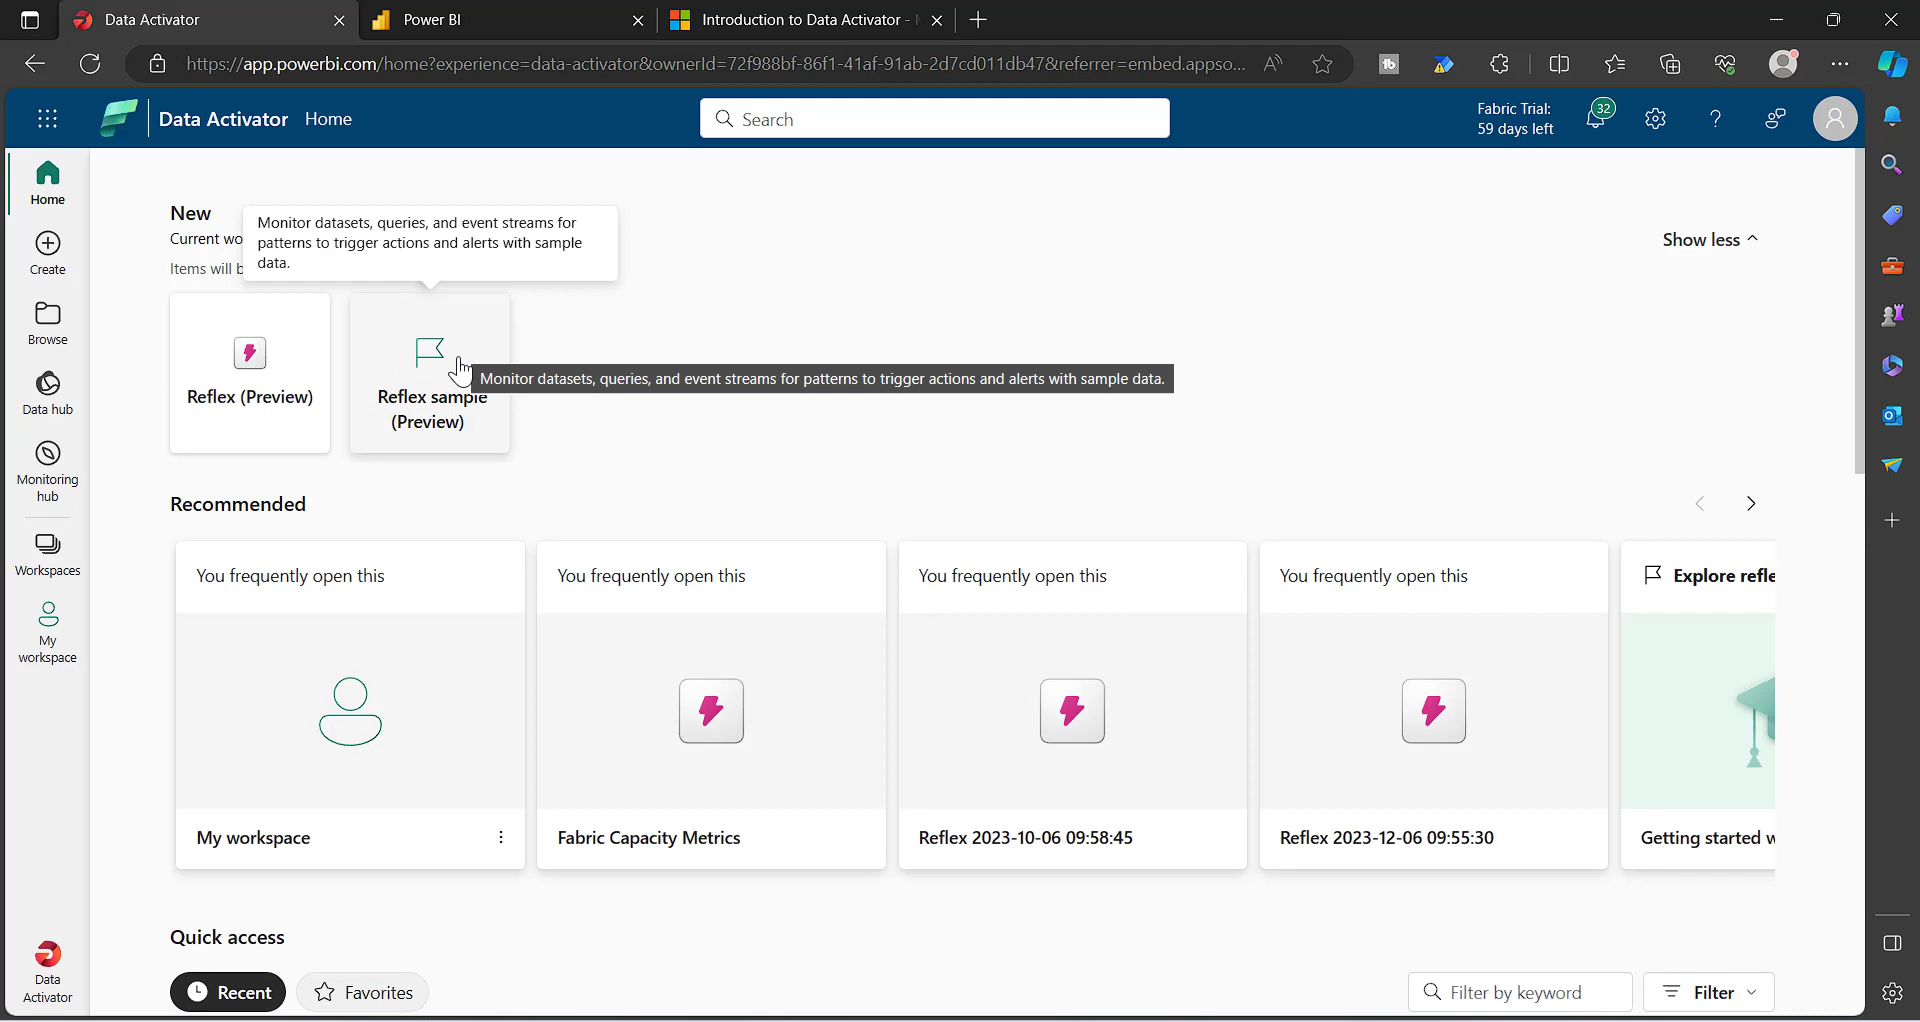 Data Activator
Power BI
Introduction to Data Activator -
https://app.powerbi.com/home?experience=data-activator&ownerId=72f988bf-86f1-41af-91ab-2d7cd011db47&referrer=embed.appso...
Data Activator Home
Search
Fabric Trial:
59 days left
32
Home
Create
Browse
Data hub
Monitoring
hub
Workspaces
My
workspace
Data
Activator
New
Current wo
Items will b
Monitor datasets, queries, and event streams for
patterns to trigger actions and alerts with sample
data.
Show less
Reflex (Preview)
Reflex sample
(Preview)
Monitor datasets, queries, and event streams for patterns to trigger actions and alerts with sample data.
Recommended
You frequently open this
My workspace
You frequently open this
Fabric Capacity Metrics
You frequently open this
Reflex 2023-10-06 09:58:45
You frequently open this
Reflex 2023-12-06 09:55:30
Explore refle
Getting started w
Quick access
Recent
Favorites
Filter by keyword
Filter